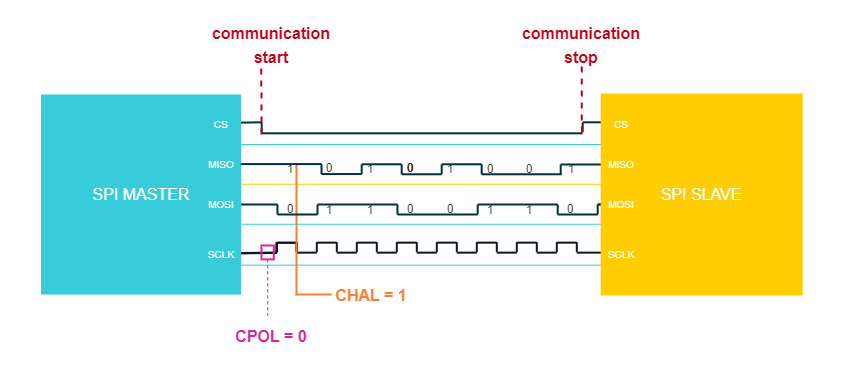 communication
start
communication
stop
CS
CS
MISO
1 0 1 0 1 0 0 1
MISO
SPI MASTER
SPI SLAVE
MOSI
0 1 1 0 0 1 1 0
MOSI
SCLK
SCLK
CHAL = 1
CPOL = 0